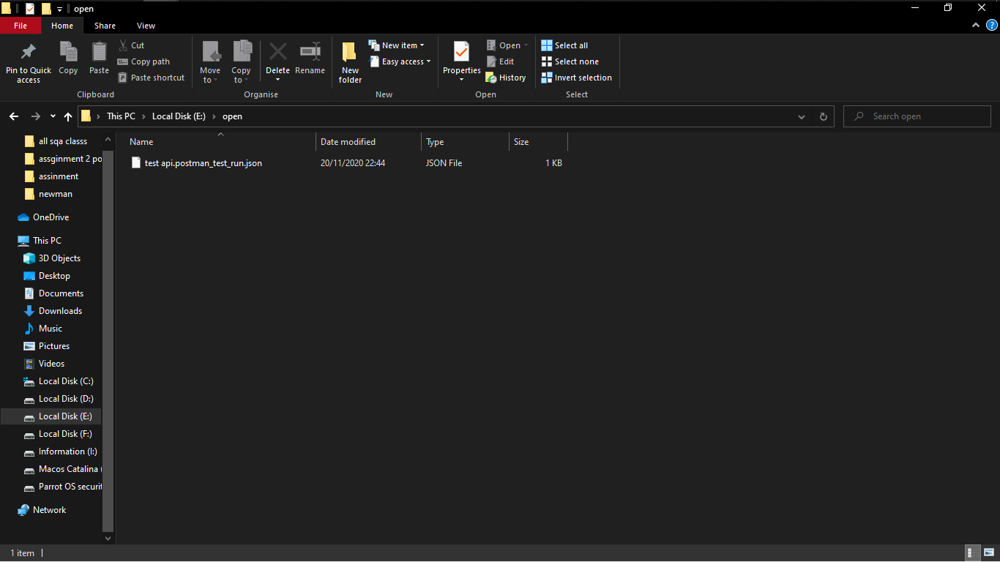 open
File Home Share View
Pin to Quick access
Copy
Paste
Cut
Copy path
Paste shortcut
Clipboard
Move to
Copy to
Delete
Rename
Organise
New folder
New item
Easy access
New
Properties
Open
Edit
History
Open
Select all
Select none
Invert selection
Select
This PC › Local Disk (E:) › open
Search open
Name Date modified Type Size
test api.postman_test_run.json 20/11/2020 22:44 JSON File 1 KB
all sqa classs
assginment 2 po
assinment
newman
OneDrive
This PC
3D Objects
Desktop
Documents
Downloads
Music
Pictures
Videos
Local Disk (C:)
Local Disk (D:)
Local Disk (E:)
Local Disk (F:)
Information (I:)
Macos Catalina (
Parrot OS securit
Network
1 item